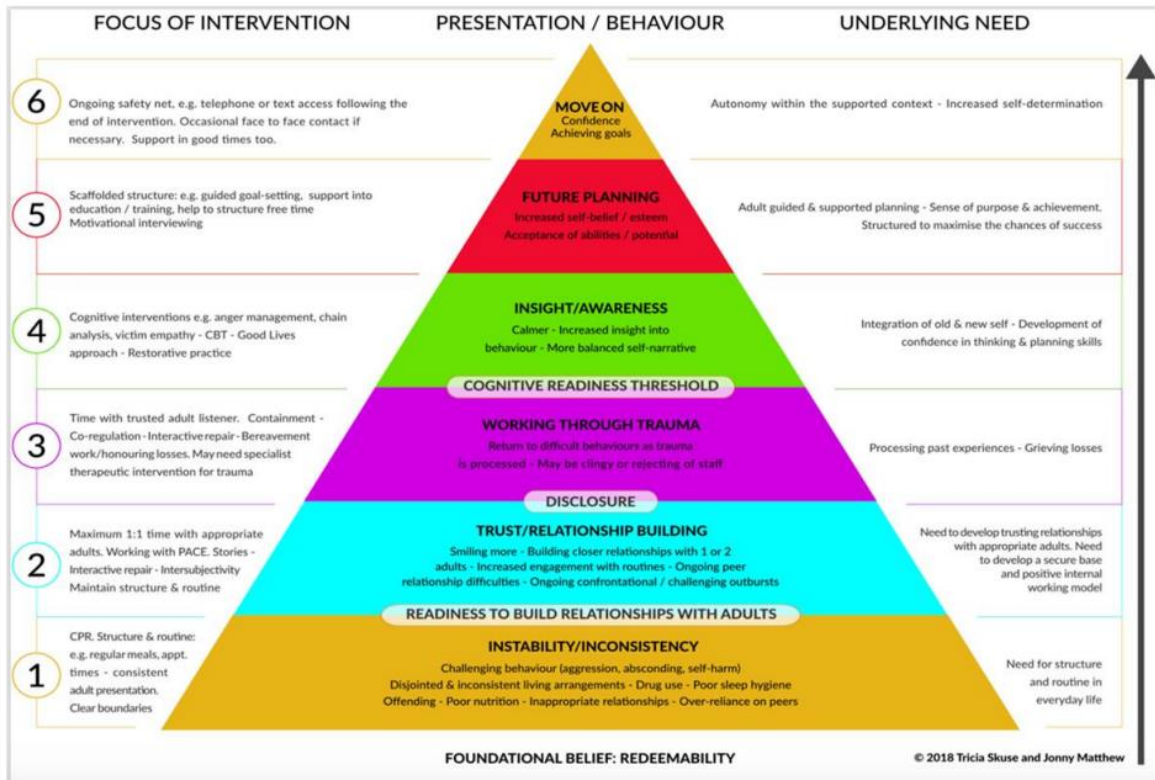 FOCUS OF INTERVENTION
PRESENTATION / BEHAVIOUR
UNDERLYING NEED
6
Ongoing safety net, e.g. telephone or text access following the
end of intervention. Occasional face to face contact if
necessary. Support in good times too.
MOVE ON
Confidence
Achieving goals
Autonomy within the supported context - Increased self-determination
5
Scaffolded structure: e.g. guided goal-setting, support into
education / training, help to structure free time
Motivational interviewing
FUTURE PLANNING
Increased self-belief / esteem
Acceptance of abilities / potential
Adult guided & supported planning - Sense of purpose & achievement.
Structured to maximise the chances of success
4
Cognitive interventions e.g. anger management, chain
analysis, victim empathy - CBT - Good Lives
approach - Restorative practice
INSIGHT/AWARENESS
Calmer - Increased insight into
behaviour - More balanced self-narrative
Integration of old & new self - Development of
confidence in thinking & planning skills
COGNITIVE READINESS THRESHOLD
3
Time with trusted adult listener. Containment -
Co-regulation - Interactive repair - Bereavement
work/honouring losses. May need specialist
therapeutic intervention for trauma
WORKING THROUGH TRAUMA
Return to difficult behaviours as trauma
is processed - May be clingy or rejecting of staff
Processing past experiences - Grieving losses
DISCLOSURE
2
Maximum 1:1 time with appropriate
adults. Working with PACE. Stories -
Interactive repair - Intersubjectivity
Maintain structure & routine
TRUST/RELATIONSHIP BUILDING
Smiling more - Building closer relationships with 1 or 2
adults - Increased engagement with routines - Ongoing peer
relationship difficulties - Ongoing confrontational / challenging outbursts
Need to develop trusting relationships
with appropriate adults. Need
to develop a secure base
and positive internal
working model
READINESS TO BUILD RELATIONSHIPS WITH ADULTS
1
CPR. Structure & routine:
e.g. regular meals, appt.
times - consistent
adult presentation.
Clear boundaries
INSTABILITY/INCONSISTENCY
Challenging behaviour (aggression, absconding, self-harm)
Disjointed & inconsistent living arrangements - Drug use - Poor sleep hygiene
Offending - Poor nutrition - Inappropriate relationships - Over-reliance on peers
Need for structure
and routine in
everyday life
FOUNDATIONAL BELIEF: REDEEMABILITY
© 2018 Tricia Skuse and Jonny Matthew